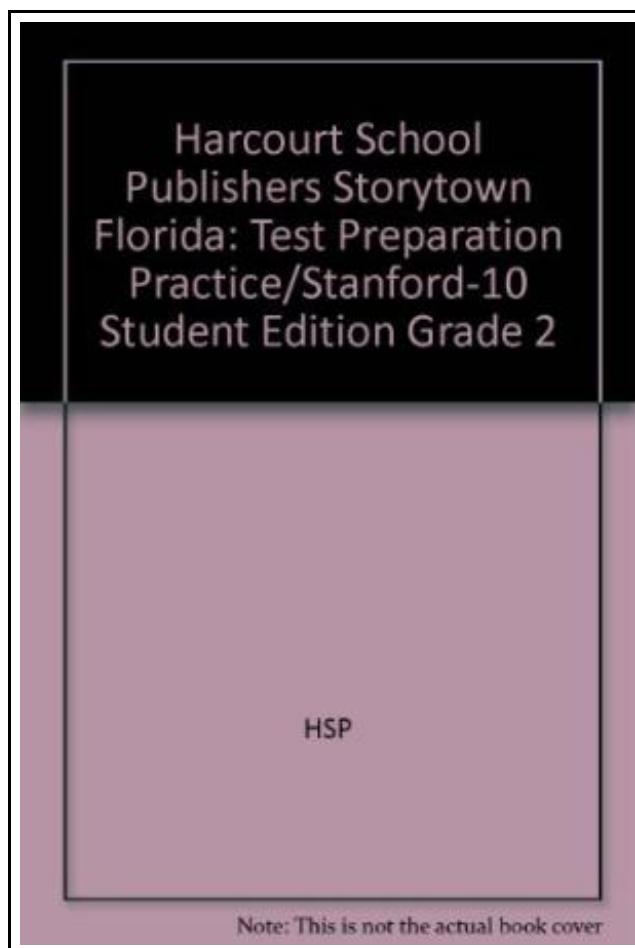 Harcourt School
Publishers Storytown
Florida: Test Preparation
Practice/Stanford-10
Student Edition Grade 2
HSP
Note: This is not the actual book cover